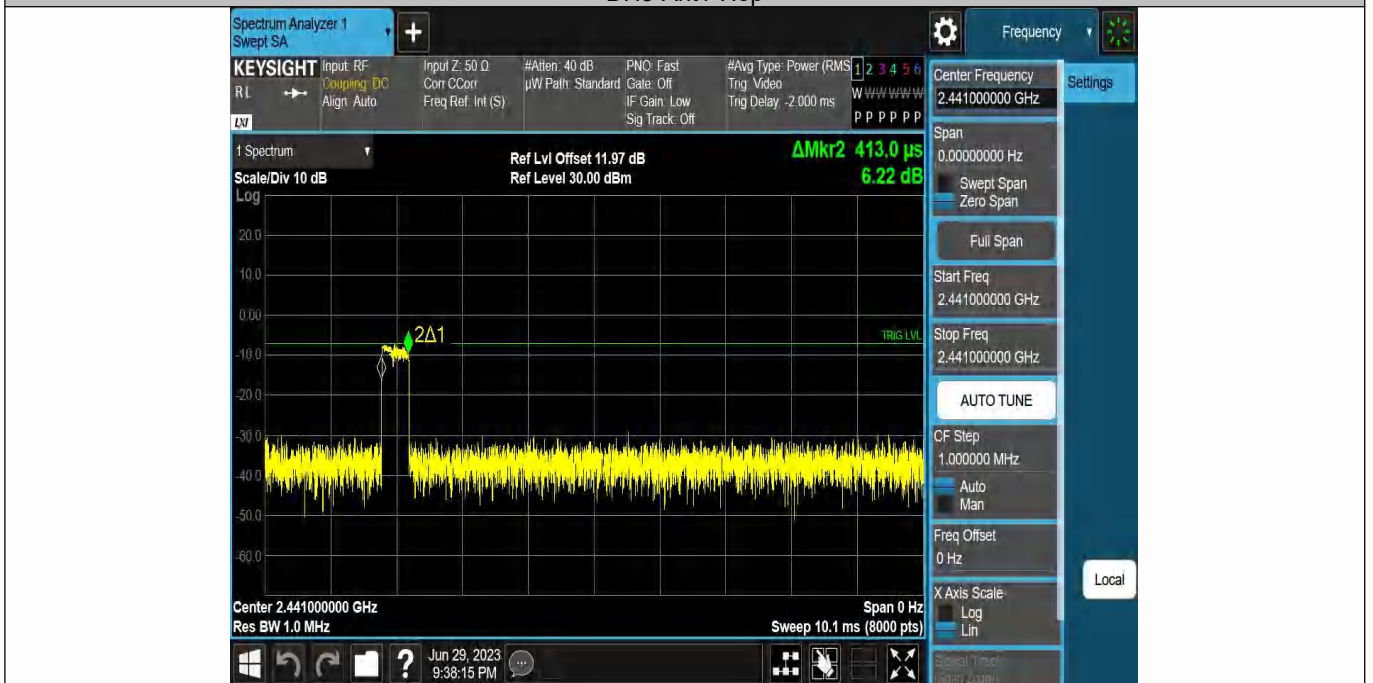 Spectrum Analyzer 1
Swept SA
+
Frequency
KEYSIGHT
RL
LXI
Input: RF
Coupling: DC
Align: Auto
Input Z: 50 Ω
Corr CCorr
Freq Ref: Int (S)
#Atten: 40 dB
µW Path: Standard
PNO: Fast
Gate: Off
IF Gain: Low
Sig Track: Off
#Avg Type: Power (RMS
Trig: Video
Trig Delay: -2.000 ms
1 2 3 4 5 6
W W W W W W
P P P P P P
1 Spectrum
Scale/Div 10 dB
Log
Ref Lvl Offset 11.97 dB
Ref Level 30.00 dBm
ΔMkr2 413.0 µs
6.22 dB
20.0
10.0
0.00
-10.0
-20.0
-30.0
-40.0
-50.0
-60.0
2Δ1
TRIG LVL
Center 2.441000000 GHz
Res BW 1.0 MHz
Span 0 Hz
Sweep 10.1 ms (8000 pts)
Center Frequency
2.441000000 GHz
Settings
Span
0.00000000 Hz
Swept Span
Zero Span
Full Span
Start Freq
2.441000000 GHz
Stop Freq
2.441000000 GHz
AUTO TUNE
CF Step
1.000000 MHz
Auto
Man
Freq Offset
0 Hz
X Axis Scale
Log
Lin
Local
Signal Track
(Span Zoom)
?
Jun 29, 2023
9:38:15 PM